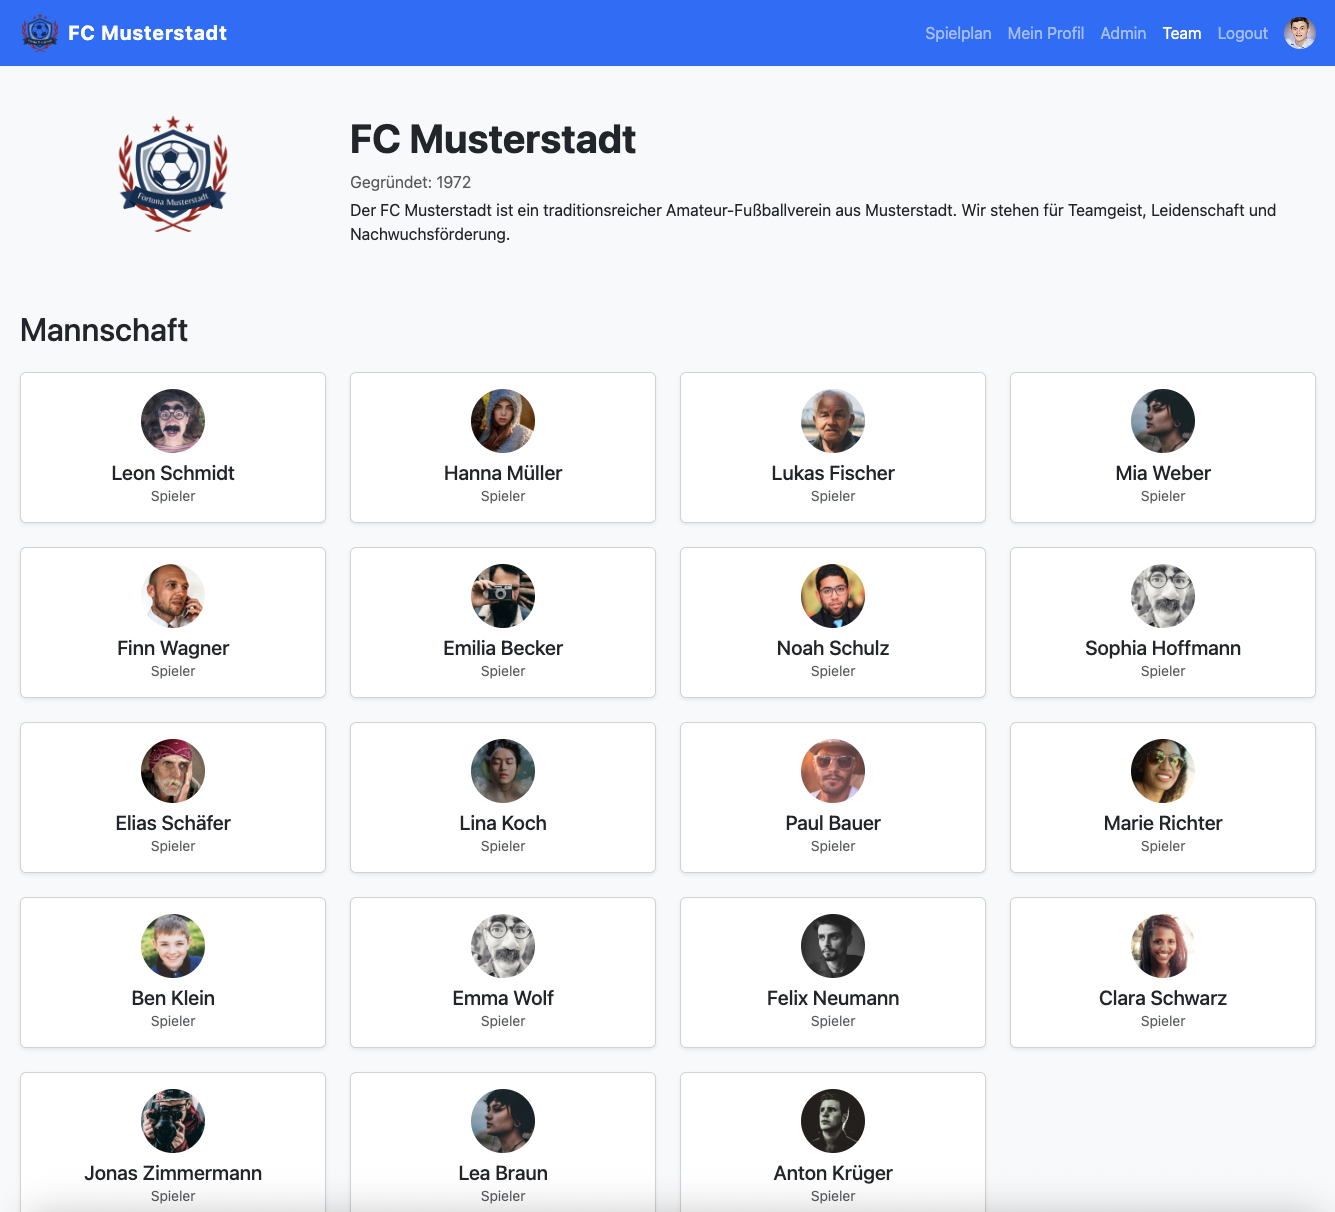 FC Musterstadt
Spielplan Mein Profil Admin Team Logout
Fortuna Musterstadt
FC Musterstadt
Gegründet: 1972
Der FC Musterstadt ist ein traditionsreicher Amateur-Fußballverein aus Musterstadt. Wir stehen für Teamgeist, Leidenschaft und
Nachwuchsförderung.
Mannschaft
Leon Schmidt
Spieler
Hanna Müller
Spieler
Lukas Fischer
Spieler
Mia Weber
Spieler
Finn Wagner
Spieler
Emilia Becker
Spieler
Noah Schulz
Spieler
Sophia Hoffmann
Spieler
Elias Schäfer
Spieler
Lina Koch
Spieler
Paul Bauer
Spieler
Marie Richter
Spieler
Ben Klein
Spieler
Emma Wolf
Spieler
Felix Neumann
Spieler
Clara Schwarz
Spieler
Jonas Zimmermann
Spieler
Lea Braun
Spieler
Anton Krüger
Spieler